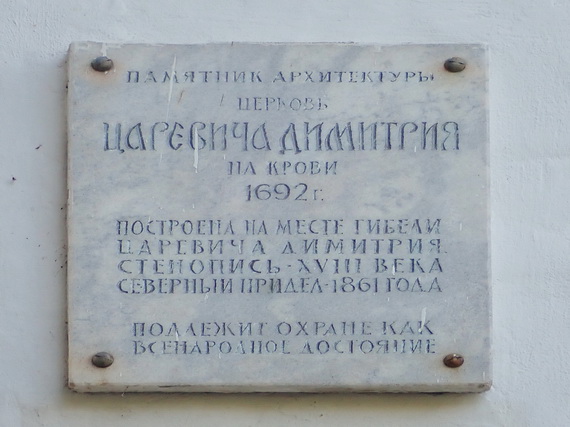 ПАМЯТНИК АРХИТЕКТУРЫ
ЦЕРКОВЬ
ЦАРЕВИЧА ДИМИТРИЯ
НА КРОВИ
1692 г.
ПОСТРОЕНА НА МЕСТЕ ГИБЕЛИ
ЦАРЕВИЧА ДИМИТРИЯ.
СТЕНОПИСЬ - XVIII ВЕКА
СЕВЕРНЫЙ ПРИДЕЛ - 1861 ГОДА
ПОДЛЕЖИТ ОХРАНЕ КАК
ВСЕНАРОДНОЕ ДОСТОЯНИЕ